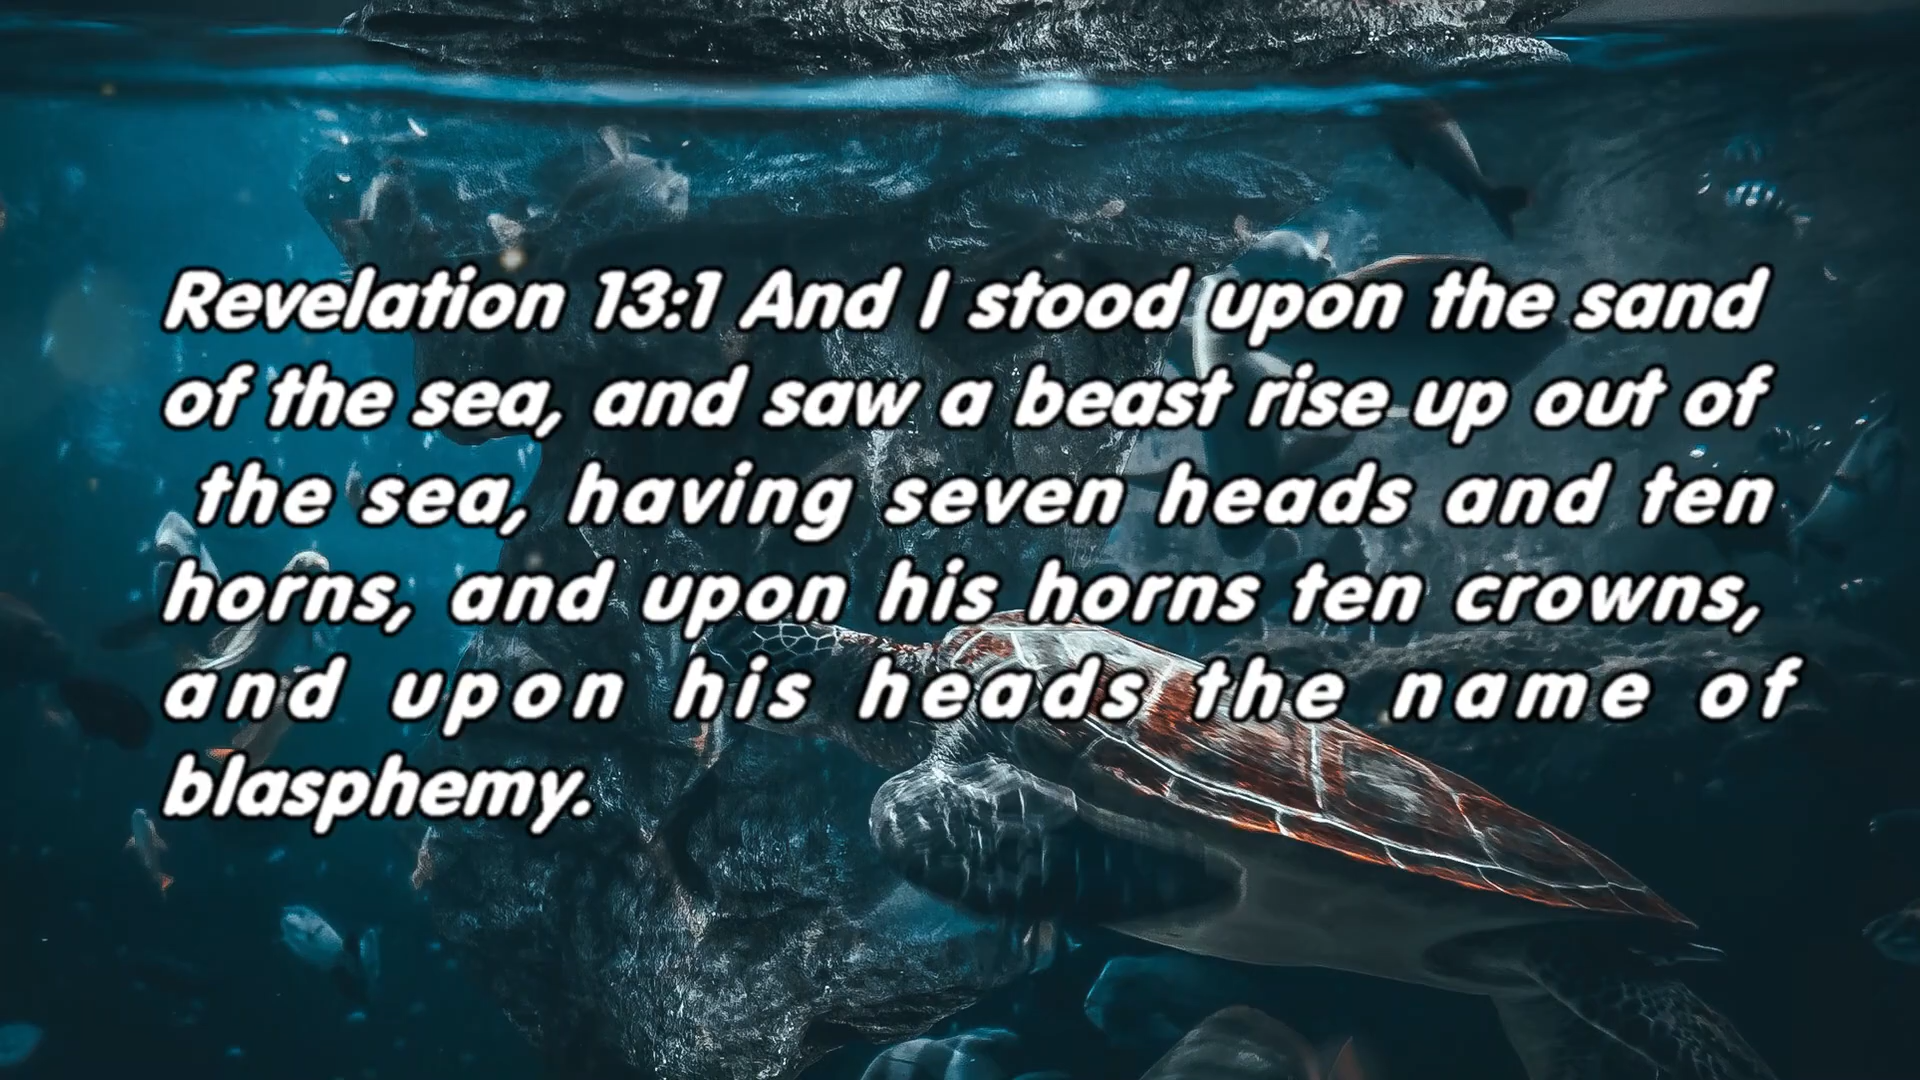 Revelation 13:1 And I stood upon the sand
of the sea, and saw a beast rise up out of
the sea, having seven heads and ten
horns, and upon his horns ten crowns,
and upon his heads the name of
blasphemy.